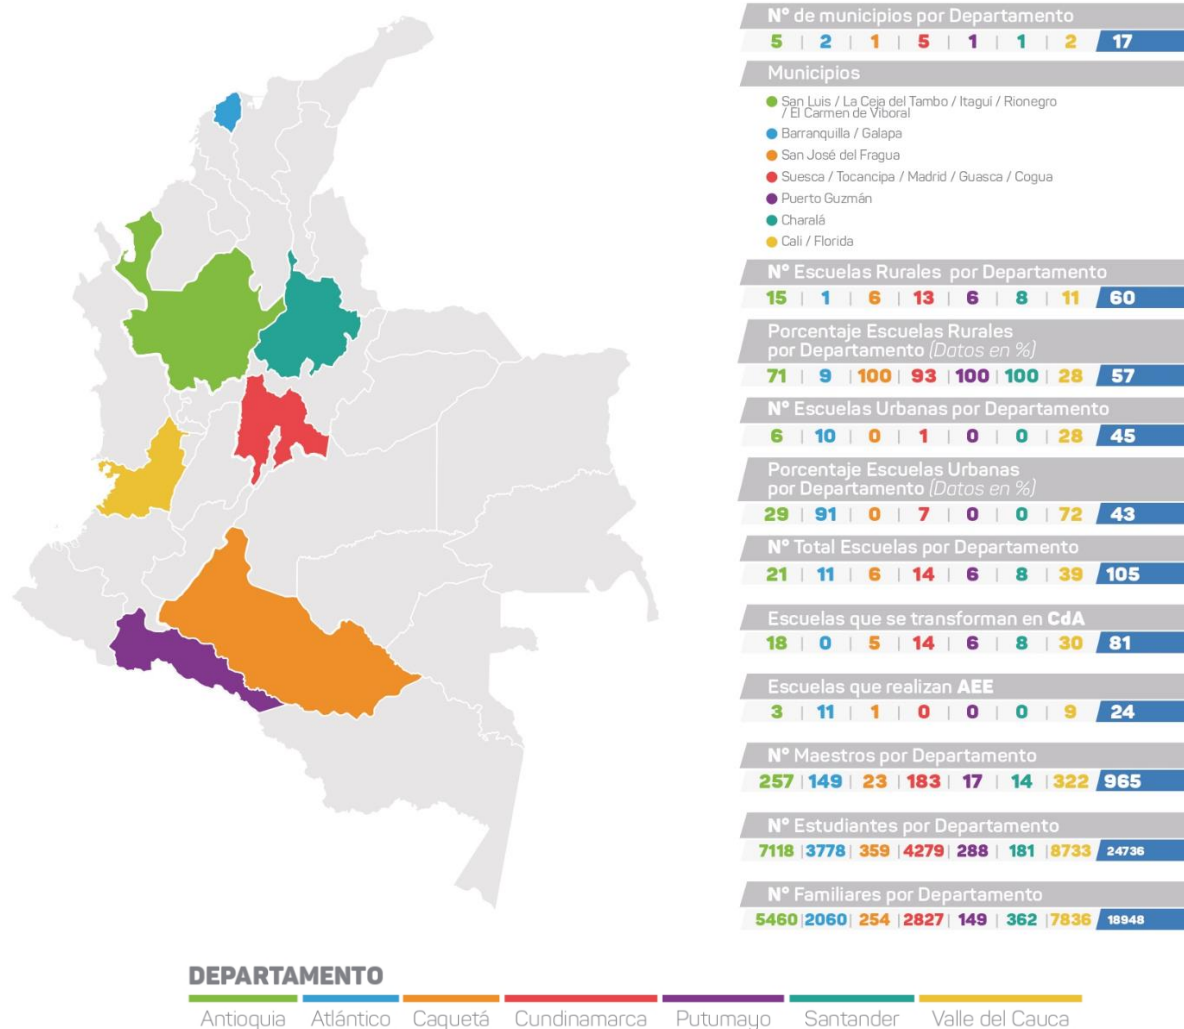 N° de municipios por Departamento
5 | 2 | 1 | 5 | 1 | 1 | 2 17
Municipios
San Luis / La Ceja del Tambo / Itaguí / Rionegro
/ El Carmen de Viboral
Barranquilla / Galapa
San José del Fragua
Suesca / Tocancipa / Madrid / Guasca / Cogua
Puerto Guzmán
Charalá
Cali / Florida
N° Escuelas Rurales por Departamento
15 | 1 | 6 | 13 | 6 | 8 | 11 60
Porcentaje Escuelas Rurales
por Departamento (Datos en %)
71 | 9 | 100 | 93 | 100 | 100 | 28 57
N° Escuelas Urbanas por Departamento
6 | 10 | 0 | 1 | 0 | 0 | 28 45
Porcentaje Escuelas Urbanas
por Departamento (Datos en %)
29 | 91 | 0 | 7 | 0 | 0 | 72 43
N° Total Escuelas por Departamento
21 | 11 | 6 | 14 | 6 | 8 | 39 105
Escuelas que se transforman en CdA
18 | 0 | 5 | 14 | 6 | 8 | 30 81
Escuelas que realizan AEE
3 | 11 | 1 | 0 | 0 | 0 | 9 24
N° Maestros por Departamento
257 | 149 | 23 | 183 | 17 | 14 | 322 965
N° Estudiantes por Departamento
7118 | 3778 | 359 | 4279 | 288 | 181 | 8733 24736
N° Familiares por Departamento
5460 | 2060 | 254 | 2827 | 149 | 362 | 7836 18948
DEPARTAMENTO
Antioquia Atlántico Caquetá Cundinamarca Putumayo Santander Valle del Cauca